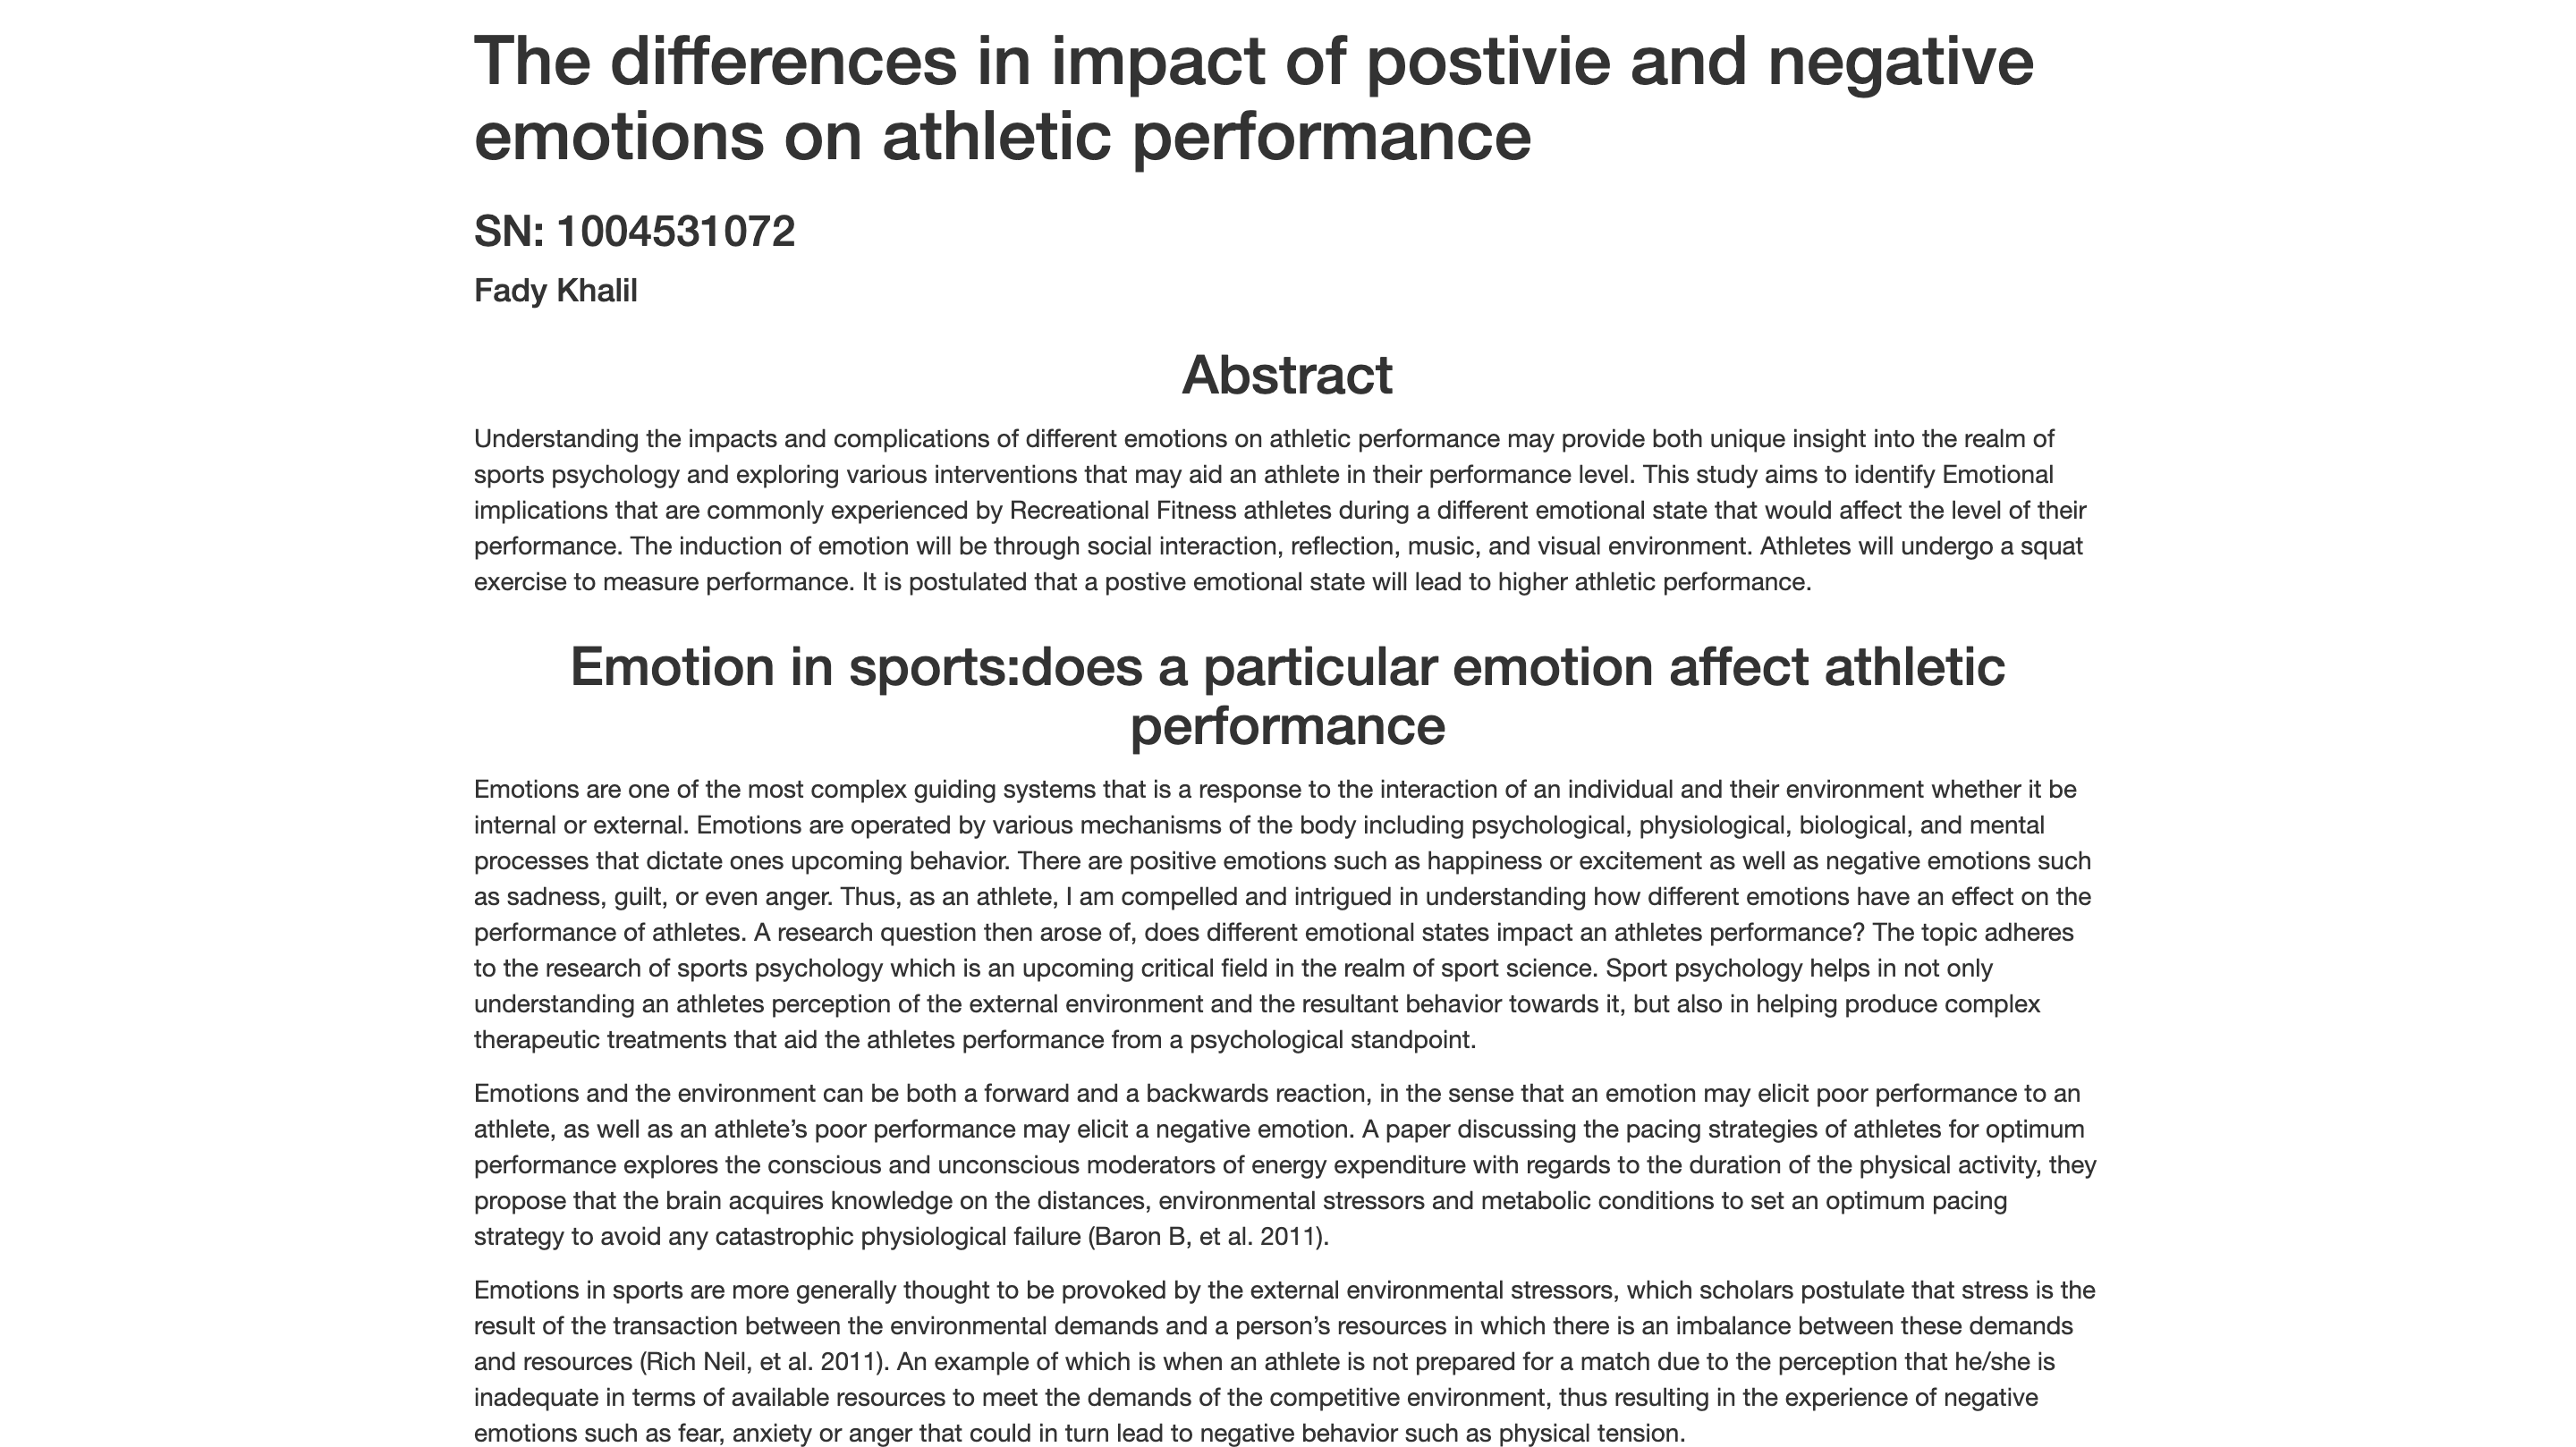 The differences in impact of postivie and negative
emotions on athletic performance
SN: 1004531072
Fady Khalil
Abstract
Understanding the impacts and complications of different emotions on athletic performance may provide both unique insight into the realm of
sports psychology and exploring various interventions that may aid an athlete in their performance level. This study aims to identify Emotional
implications that are commonly experienced by Recreational Fitness athletes during a different emotional state that would affect the level of their
performance. The induction of emotion will be through social interaction, reflection, music, and visual environment. Athletes will undergo a squat
exercise to measure performance. It is postulated that a postive emotional state will lead to higher athletic performance.
Emotion in sports:does a particular emotion affect athletic
performance
Emotions are one of the most complex guiding systems that is a response to the interaction of an individual and their environment whether it be
internal or external. Emotions are operated by various mechanisms of the body including psychological, physiological, biological, and mental
processes that dictate ones upcoming behavior. There are positive emotions such as happiness or excitement as well as negative emotions such
as sadness, guilt, or even anger. Thus, as an athlete, I am compelled and intrigued in understanding how different emotions have an effect on the
performance of athletes. A research question then arose of, does different emotional states impact an athletes performance? The topic adheres
to the research of sports psychology which is an upcoming critical field in the realm of sport science. Sport psychology helps in not only
understanding an athletes perception of the external environment and the resultant behavior towards it, but also in helping produce complex
therapeutic treatments that aid the athletes performance from a psychological standpoint.
Emotions and the environment can be both a forward and a backwards reaction, in the sense that an emotion may elicit poor performance to an
athlete, as well as an athlete’s poor performance may elicit a negative emotion. A paper discussing the pacing strategies of athletes for optimum
performance explores the conscious and unconscious moderators of energy expenditure with regards to the duration of the physical activity, they
propose that the brain acquires knowledge on the distances, environmental stressors and metabolic conditions to set an optimum pacing
strategy to avoid any catastrophic physiological failure (Baron B, et al. 2011).
Emotions in sports are more generally thought to be provoked by the external environmental stressors, which scholars postulate that stress is the
result of the transaction between the environmental demands and a person’s resources in which there is an imbalance between these demands
and resources (Rich Neil, et al. 2011). An example of which is when an athlete is not prepared for a match due to the perception that he/she is
inadequate in terms of available resources to meet the demands of the competitive environment, thus resulting in the experience of negative
emotions such as fear, anxiety or anger that could in turn lead to negative behavior such as physical tension.